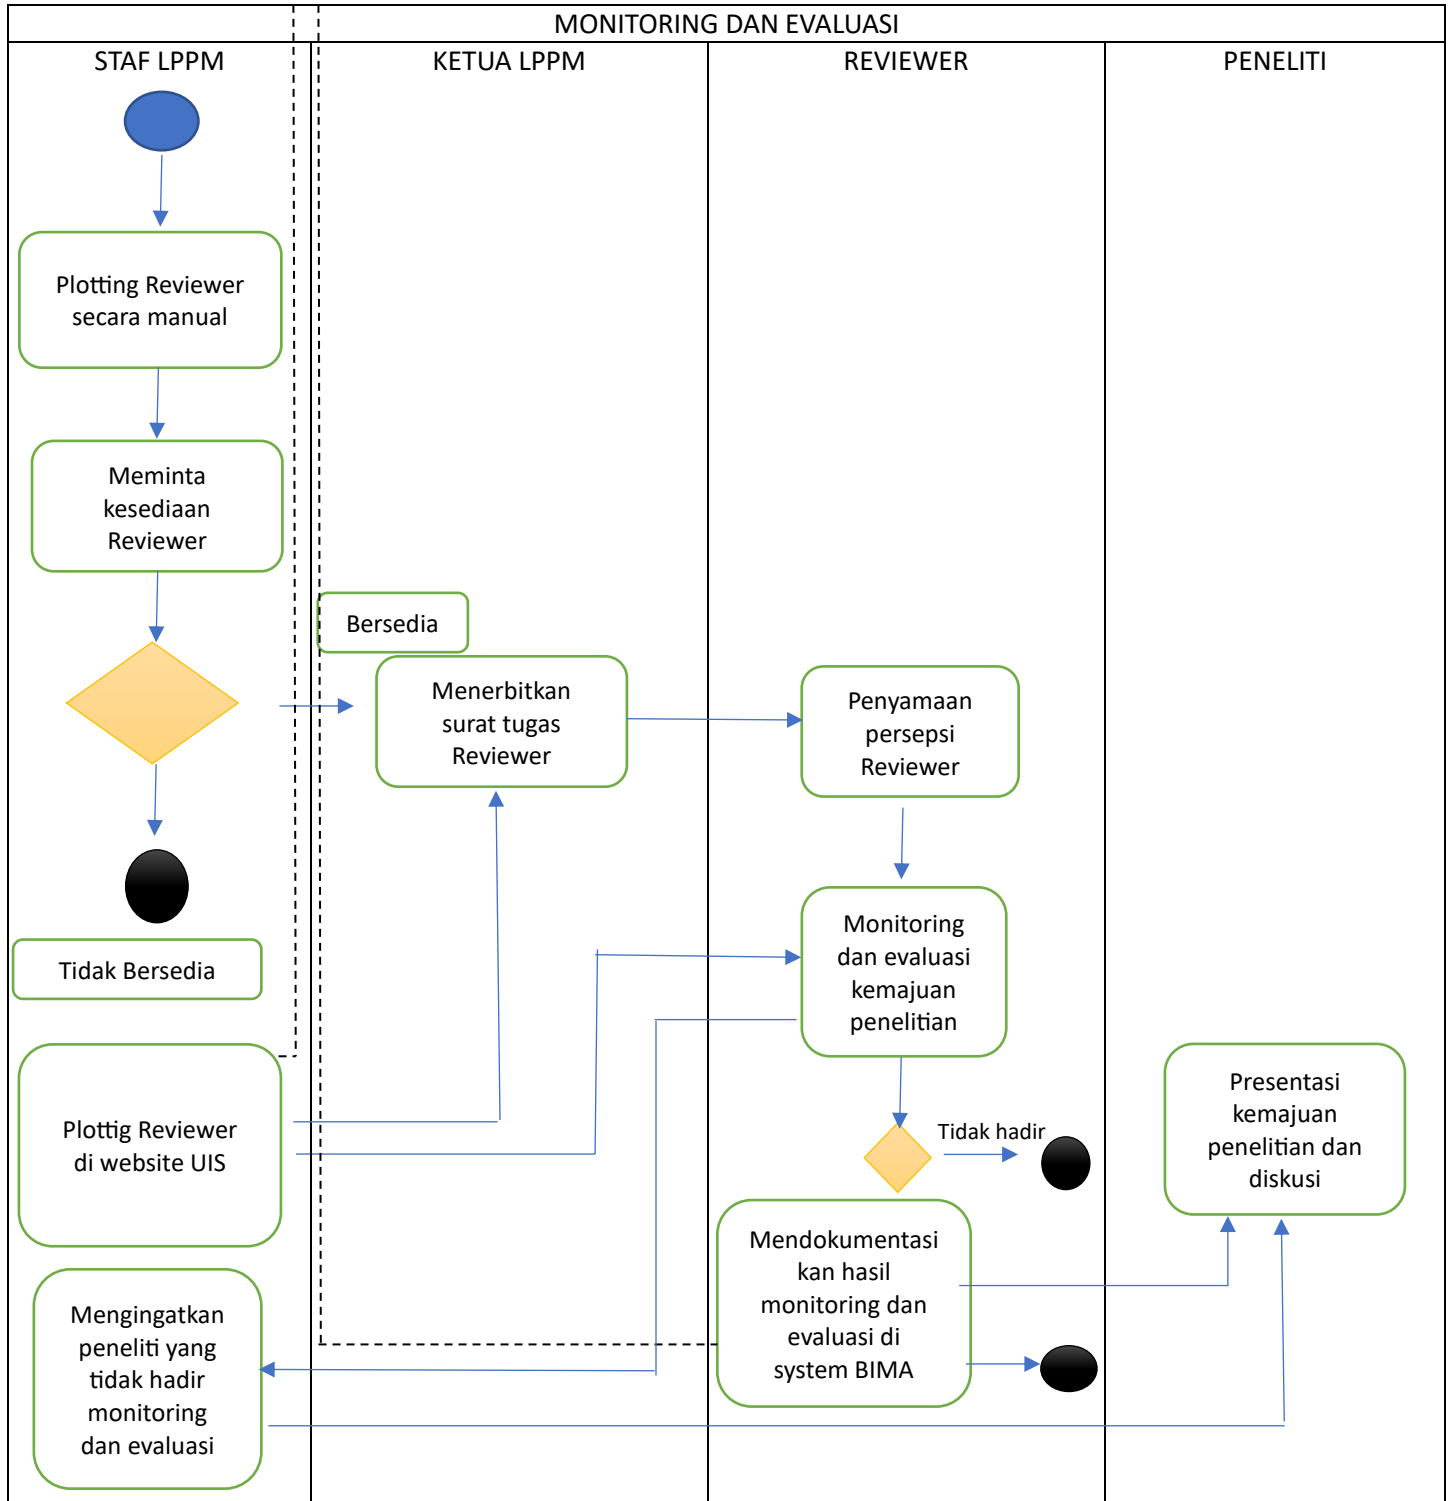 MONITORING DAN EVALUASI
STAF LPPM
KETUA LPPM
REVIEWER
PENELITI
Plotting Reviewer
secara manual
Meminta
kesediaan
Reviewer
Bersedia
Menerbitkan
surat tugas
Reviewer
Penyamaan
persepsi
Reviewer
Tidak Bersedia
Monitoring
dan evaluasi
kemajuan
penelitian
Plottig Reviewer
di website UIS
Tidak hadir
Presentasi
kemajuan
penelitian dan
diskusi
Mendokumentasi
kan hasil
monitoring dan
evaluasi di
system BIMA
Mengingatkan
peneliti yang
tidak hadir
monitoring
dan evaluasi